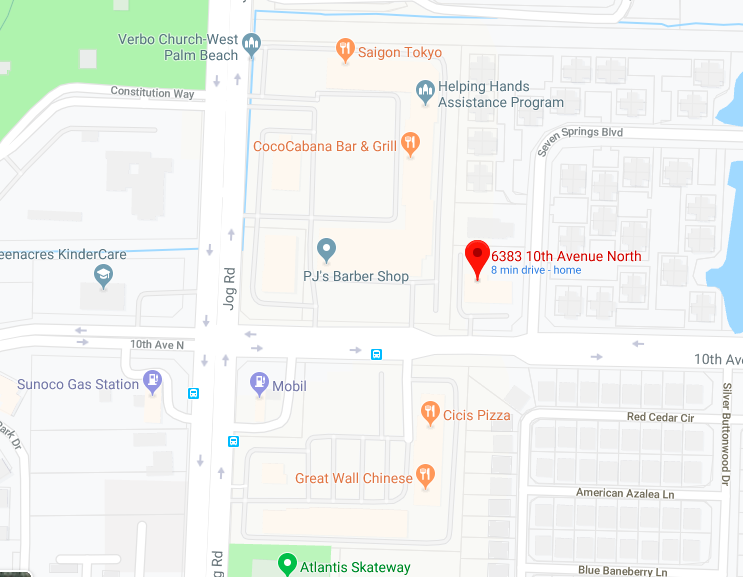 Verbo Church-West
Palm Beach
Saigon Tokyo
Constitution Way
Helping Hands
Assistance Program
CocoCabana Bar & Grill
Seven Springs Blvd
eenacres KinderCare
6383 10th Avenue North
8 min drive - home
PJ's Barber Shop
Jog Rd
10th Ave N
10th Ave
Sunoco Gas Station
Mobil
Cicis Pizza
Red Cedar Cir
Silver Buttonwood Dr
Park Dr
Great Wall Chinese
American Azalea Ln
g Rd
Atlantis Skateway
Blue Baneberry Ln